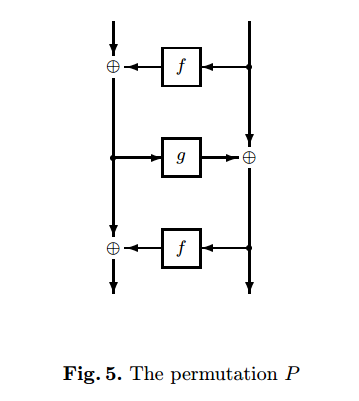 ⊕ f
g ⊕
⊕ f
Fig. 5. The permutation P